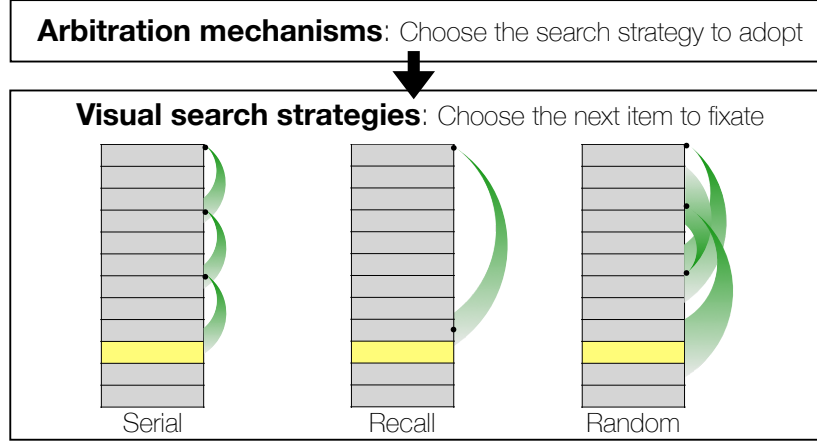 Arbitration mechanisms: Choose the search strategy to adopt
Visual search strategies: Choose the next item to fixate
Serial
Recall
Random